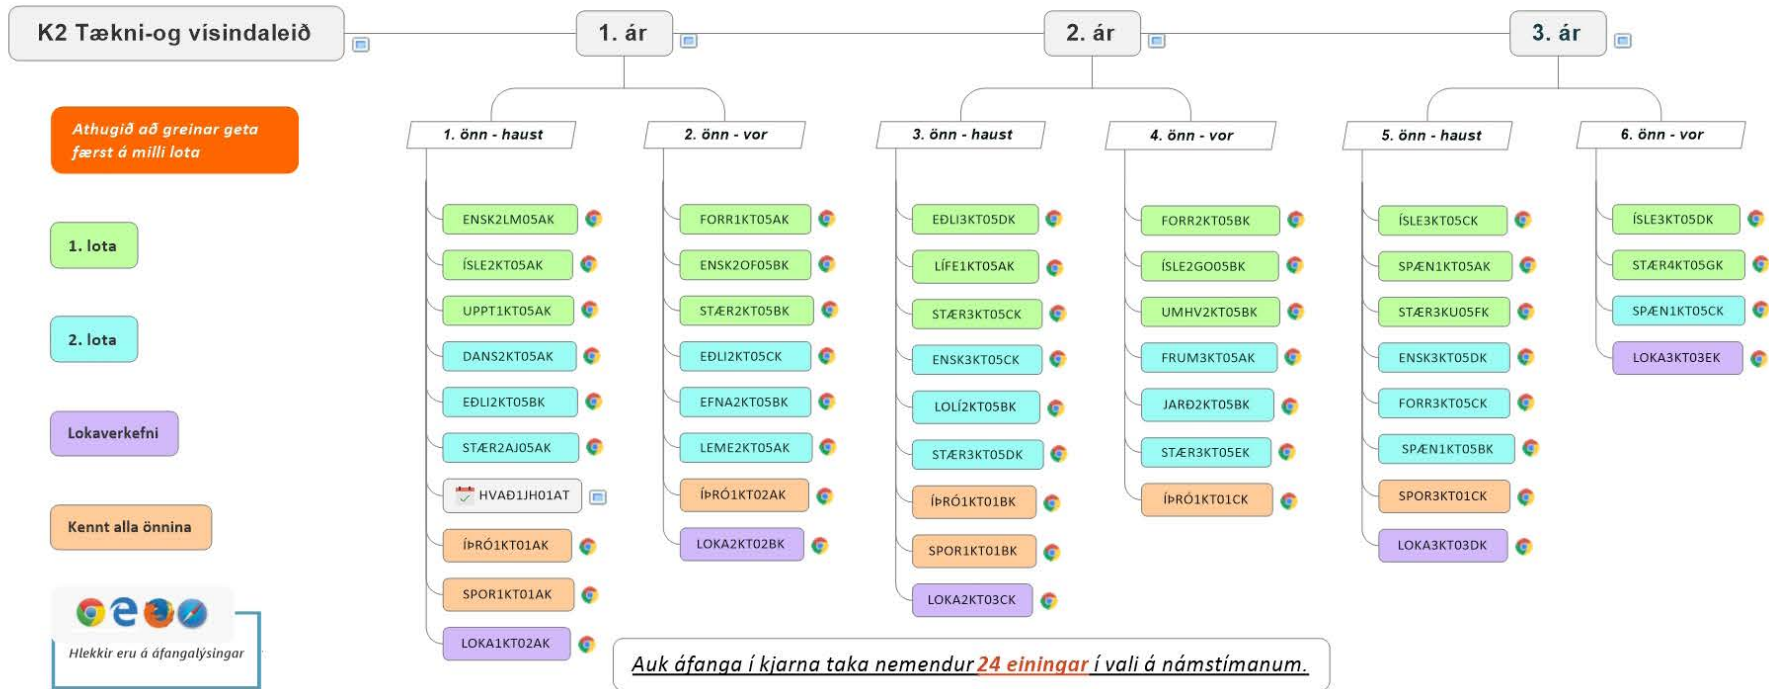 K2 Tækni-og vísindaleið
1. ár
2. ár
3. ár
Athugið að greinar geta
færst á milli lota
1. lota
2. lota
Lokaverkefni
Kennt alla önnina
Hlekkir eru á áfangalýsingar
1. önn - haust
ENSK2LM05AK
ÍSLE2KT05AK
UPPT1KT05AK
DANS2KT05AK
EÐLI2KT05BK
STÆR2AJ05AK
HVAÐ1JH01AT
ÍÞRÓ1KT01AK
SPOR1KT01AK
LOKA1KT02AK
2. önn - vor
FORR1KT05AK
ENSK2OF05BK
STÆR2KT05BK
EÐLI2KT05CK
EFNA2KT05BK
LEME2KT05AK
ÍÞRÓ1KT02AK
LOKA2KT02BK
3. önn - haust
EÐLI3KT05DK
LÍFE1KT05AK
STÆR3KT05CK
ENSK3KT05CK
LOLÍ2KT05BK
STÆR3KT05DK
ÍÞRÓ1KT01BK
SPOR1KT01BK
LOKA2KT03CK
4. önn - vor
FORR2KT05BK
ÍSLE2GO05BK
UMHV2KT05BK
FRUM3KT05AK
JARÐ2KT05BK
STÆR3KT05EK
ÍÞRÓ1KT01CK
5. önn - haust
ÍSLE3KT05CK
SPÆN1KT05AK
STÆR3KU05FK
ENSK3KT05DK
FORR3KT05CK
SPÆN1KT05BK
SPOR3KT01CK
LOKA3KT03DK
6. önn - vor
ÍSLE3KT05DK
STÆR4KT05GK
SPÆN1KT05CK
LOKA3KT03EK
Auk áfanga í kjarna taka nemendur 24 einingar í vali á námstímanum.